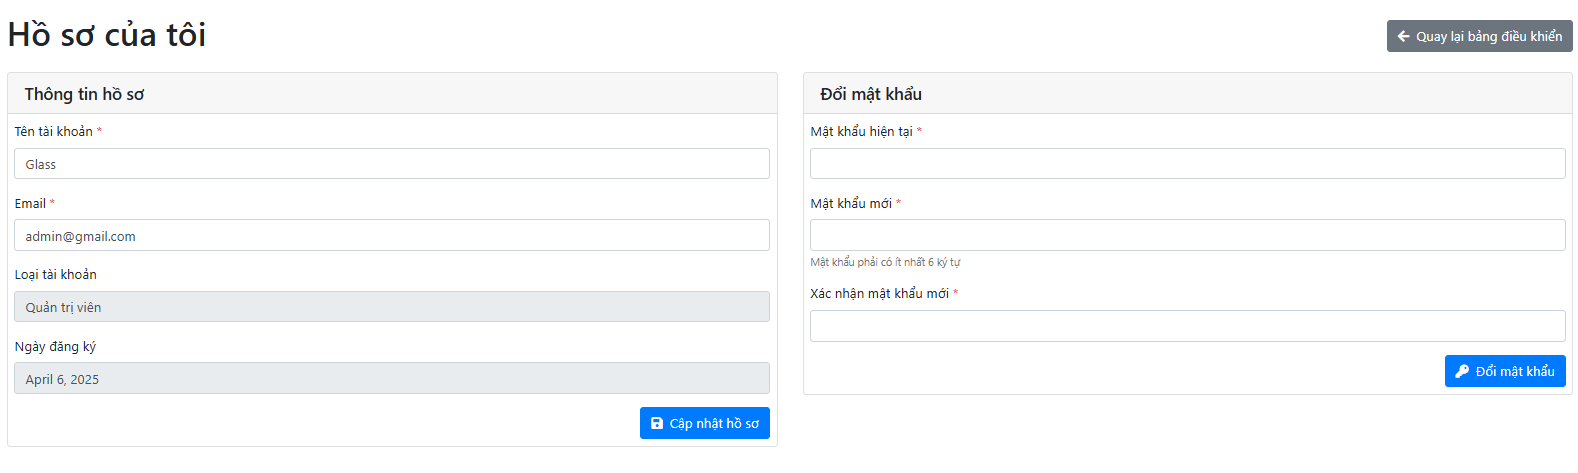 Hồ sơ của tôi
Quay lại bảng điều khiển
Thông tin hồ sơ
Tên tài khoản *
Glass
Email *
admin@gmail.com
Loại tài khoản
Quản trị viên
Ngày đăng ký
April 6, 2025
Cập nhật hồ sơ
Đổi mật khẩu
Mật khẩu hiện tại *
Mật khẩu mới *
Mật khẩu phải có ít nhất 6 ký tự
Xác nhận mật khẩu mới *
Đổi mật khẩu